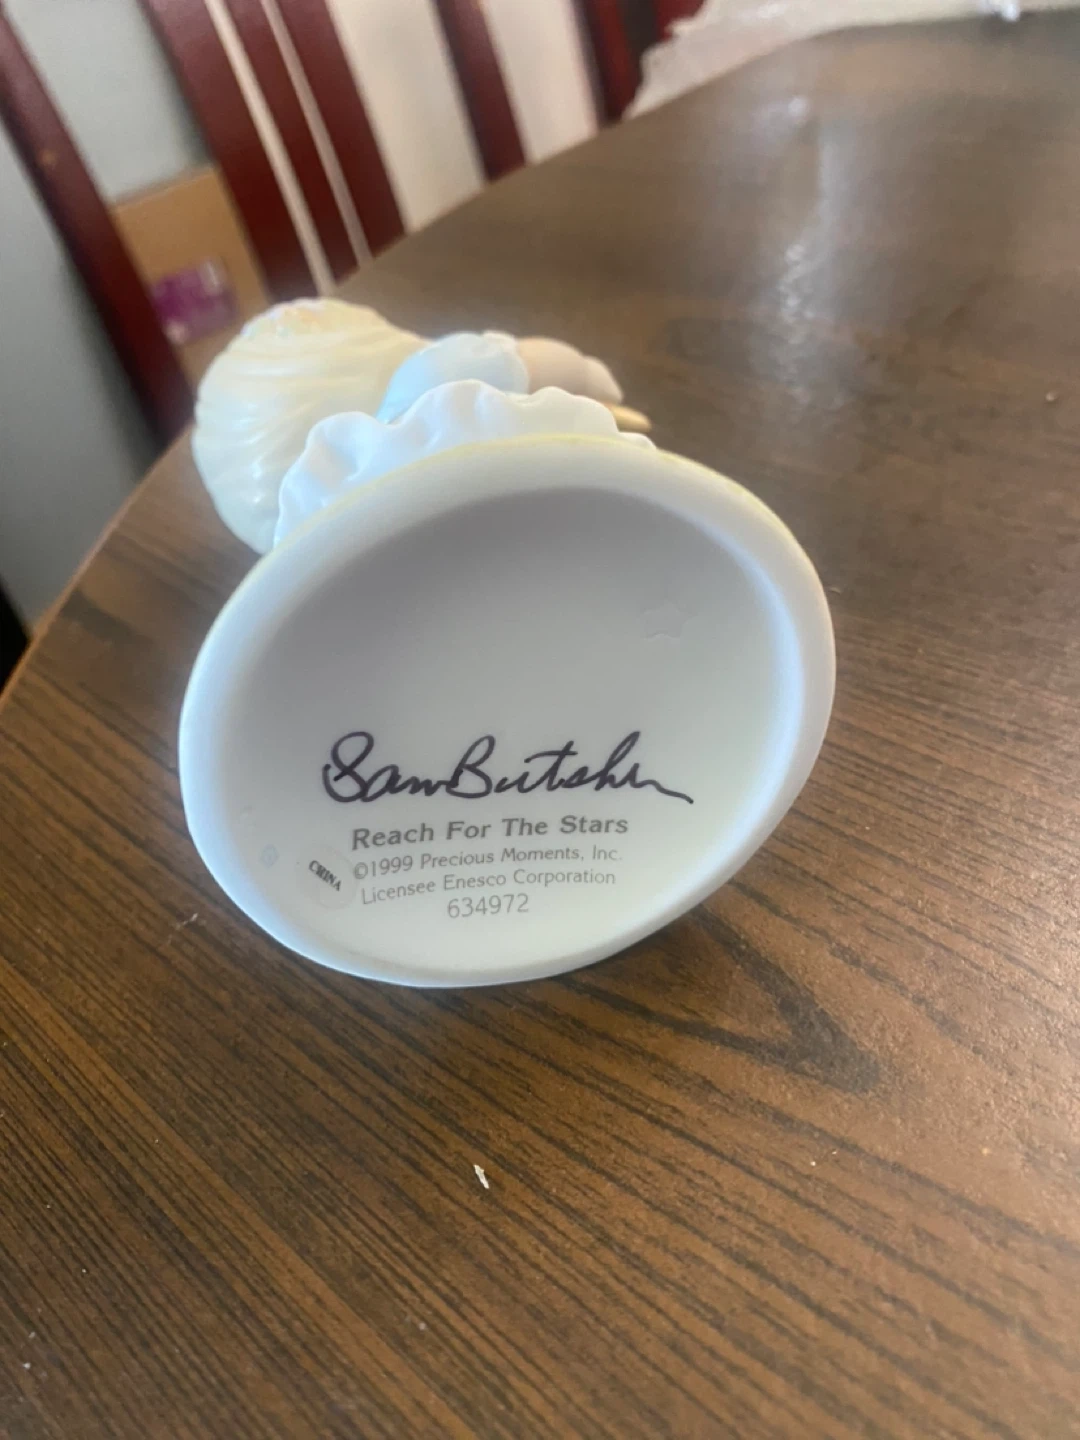 Sam Butcher
Reach For The Stars
©1999 Precious Moments, Inc.
Licensee Enesco Corporation
634972
CHINA